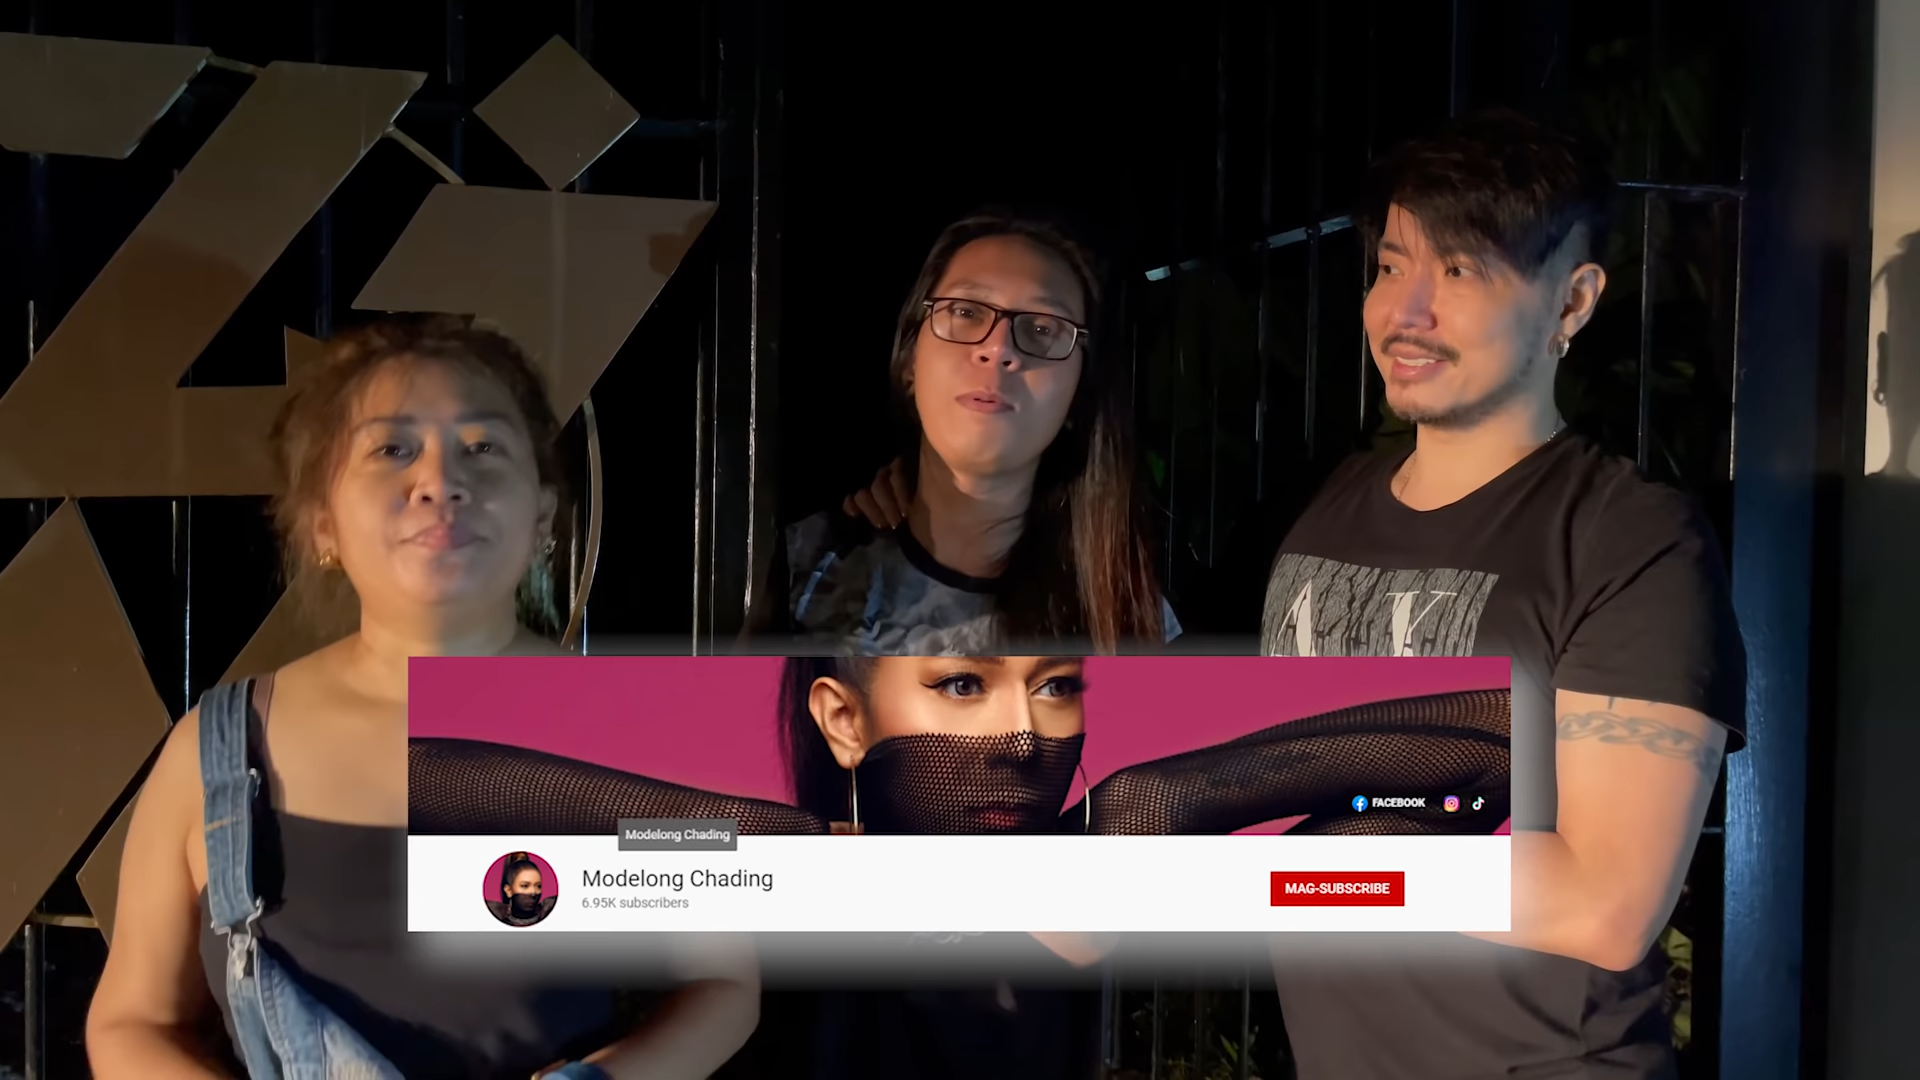 A Y
FACEBOOK
Modelong Chading
Modelong Chading
6.95K subscribers
MAG-SUBSCRIBE